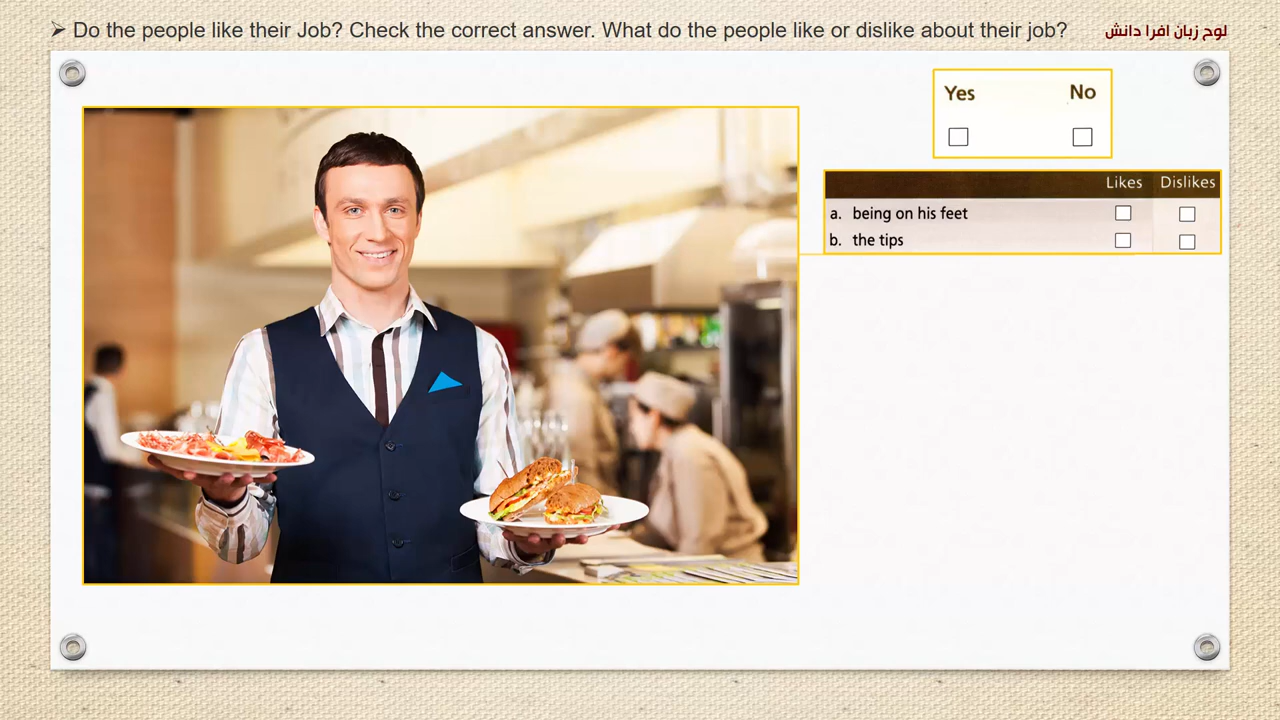 ➢ Do the people like their Job? Check the correct answer. What do the people like or dislike about their job?
لوح زبان افرا دانش
Yes No
Likes Dislikes
a. being on his feet
b. the tips